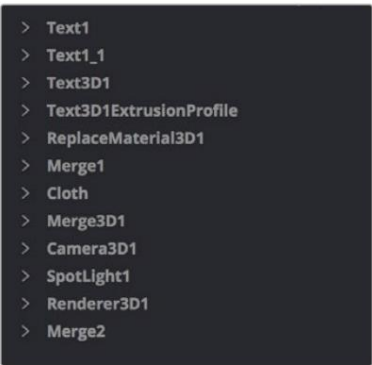 Text1
Text1_1
Text3D1
Text3D1ExtrusionProfile
ReplaceMaterial3D1
Merge1
Cloth
Merge3D1
Camera3D1
SpotLight1
Renderer3D1
Merge2